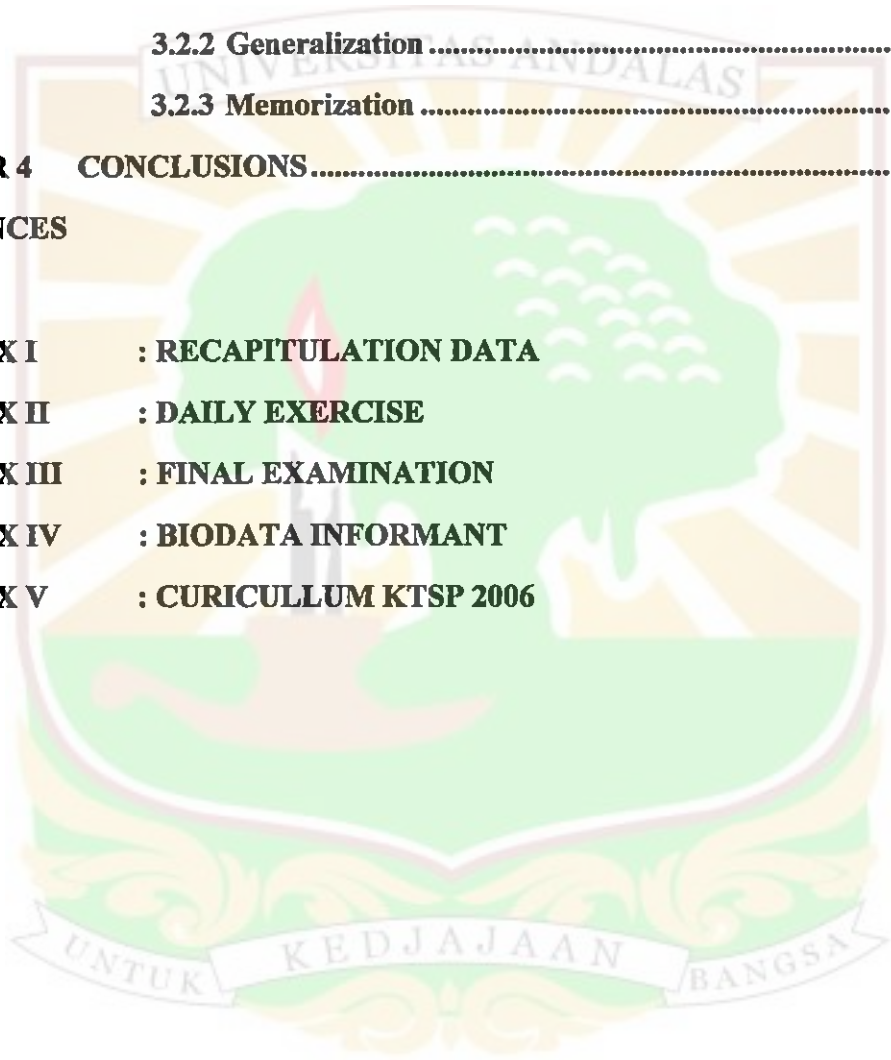 3.2.2 Generalization
3.2.3 Memorization
R 4 CONCLUSIONS
NCES
X I : RECAPITULATION DATA
X II : DAILY EXERCISE
X III : FINAL EXAMINATION
X IV : BIODATA INFORMANT
X V : CURICULLUM KTSP 2006
UNIVERSITAS ANDALAS
UNTUK KEDJAJAAN BANGSA